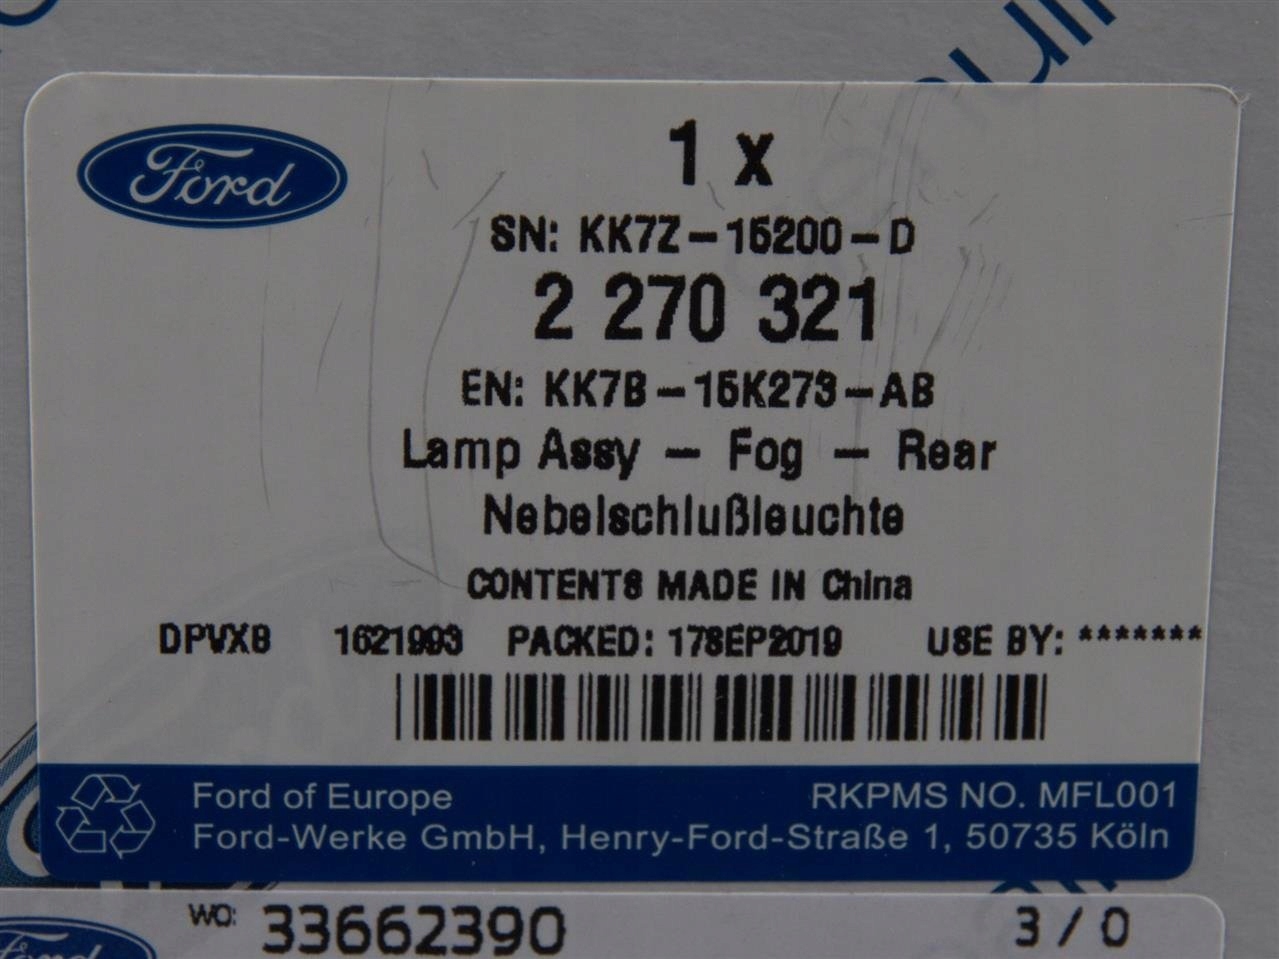 Ford
1 x
SN: KK7Z-15200-D
2 270 321
EN: KK7B-15K273-AB
Lamp Assy - Fog - Rear
Nebelschlußleuchte
CONTENTS MADE IN China
DPVXB 1621993 PACKED: 17SEP2019 USE BY: *******
Ford of Europe RKPMS NO. MFL001
Ford-Werke GmbH, Henry-Ford-Straße 1, 50735 Köln
WO: 33662390 3 / 0
Ford